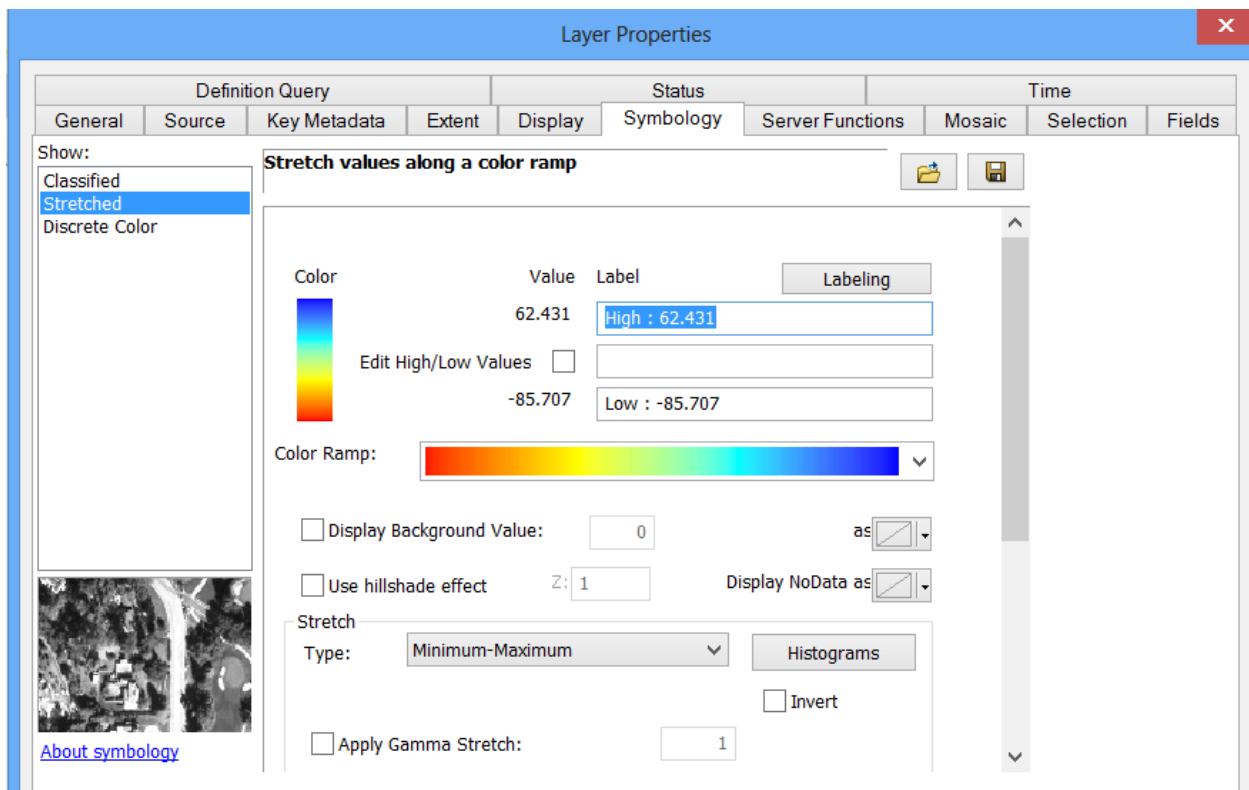 Layer Properties
Definition Query Status Time
General Source Key Metadata Extent Display Symbology Server Functions Mosaic Selection Fields
Show:
Classified
Stretched
Discrete Color
About symbology
Stretch values along a color ramp
Color Value Label Labeling
62.431 High : 62.431
Edit High/Low Values
-85.707 Low : -85.707
Color Ramp:
Display Background Value: 0 as
Use hillshade effect Z: 1 Display NoData as
Stretch
Type: Minimum-Maximum Histograms
Invert
Apply Gamma Stretch: 1